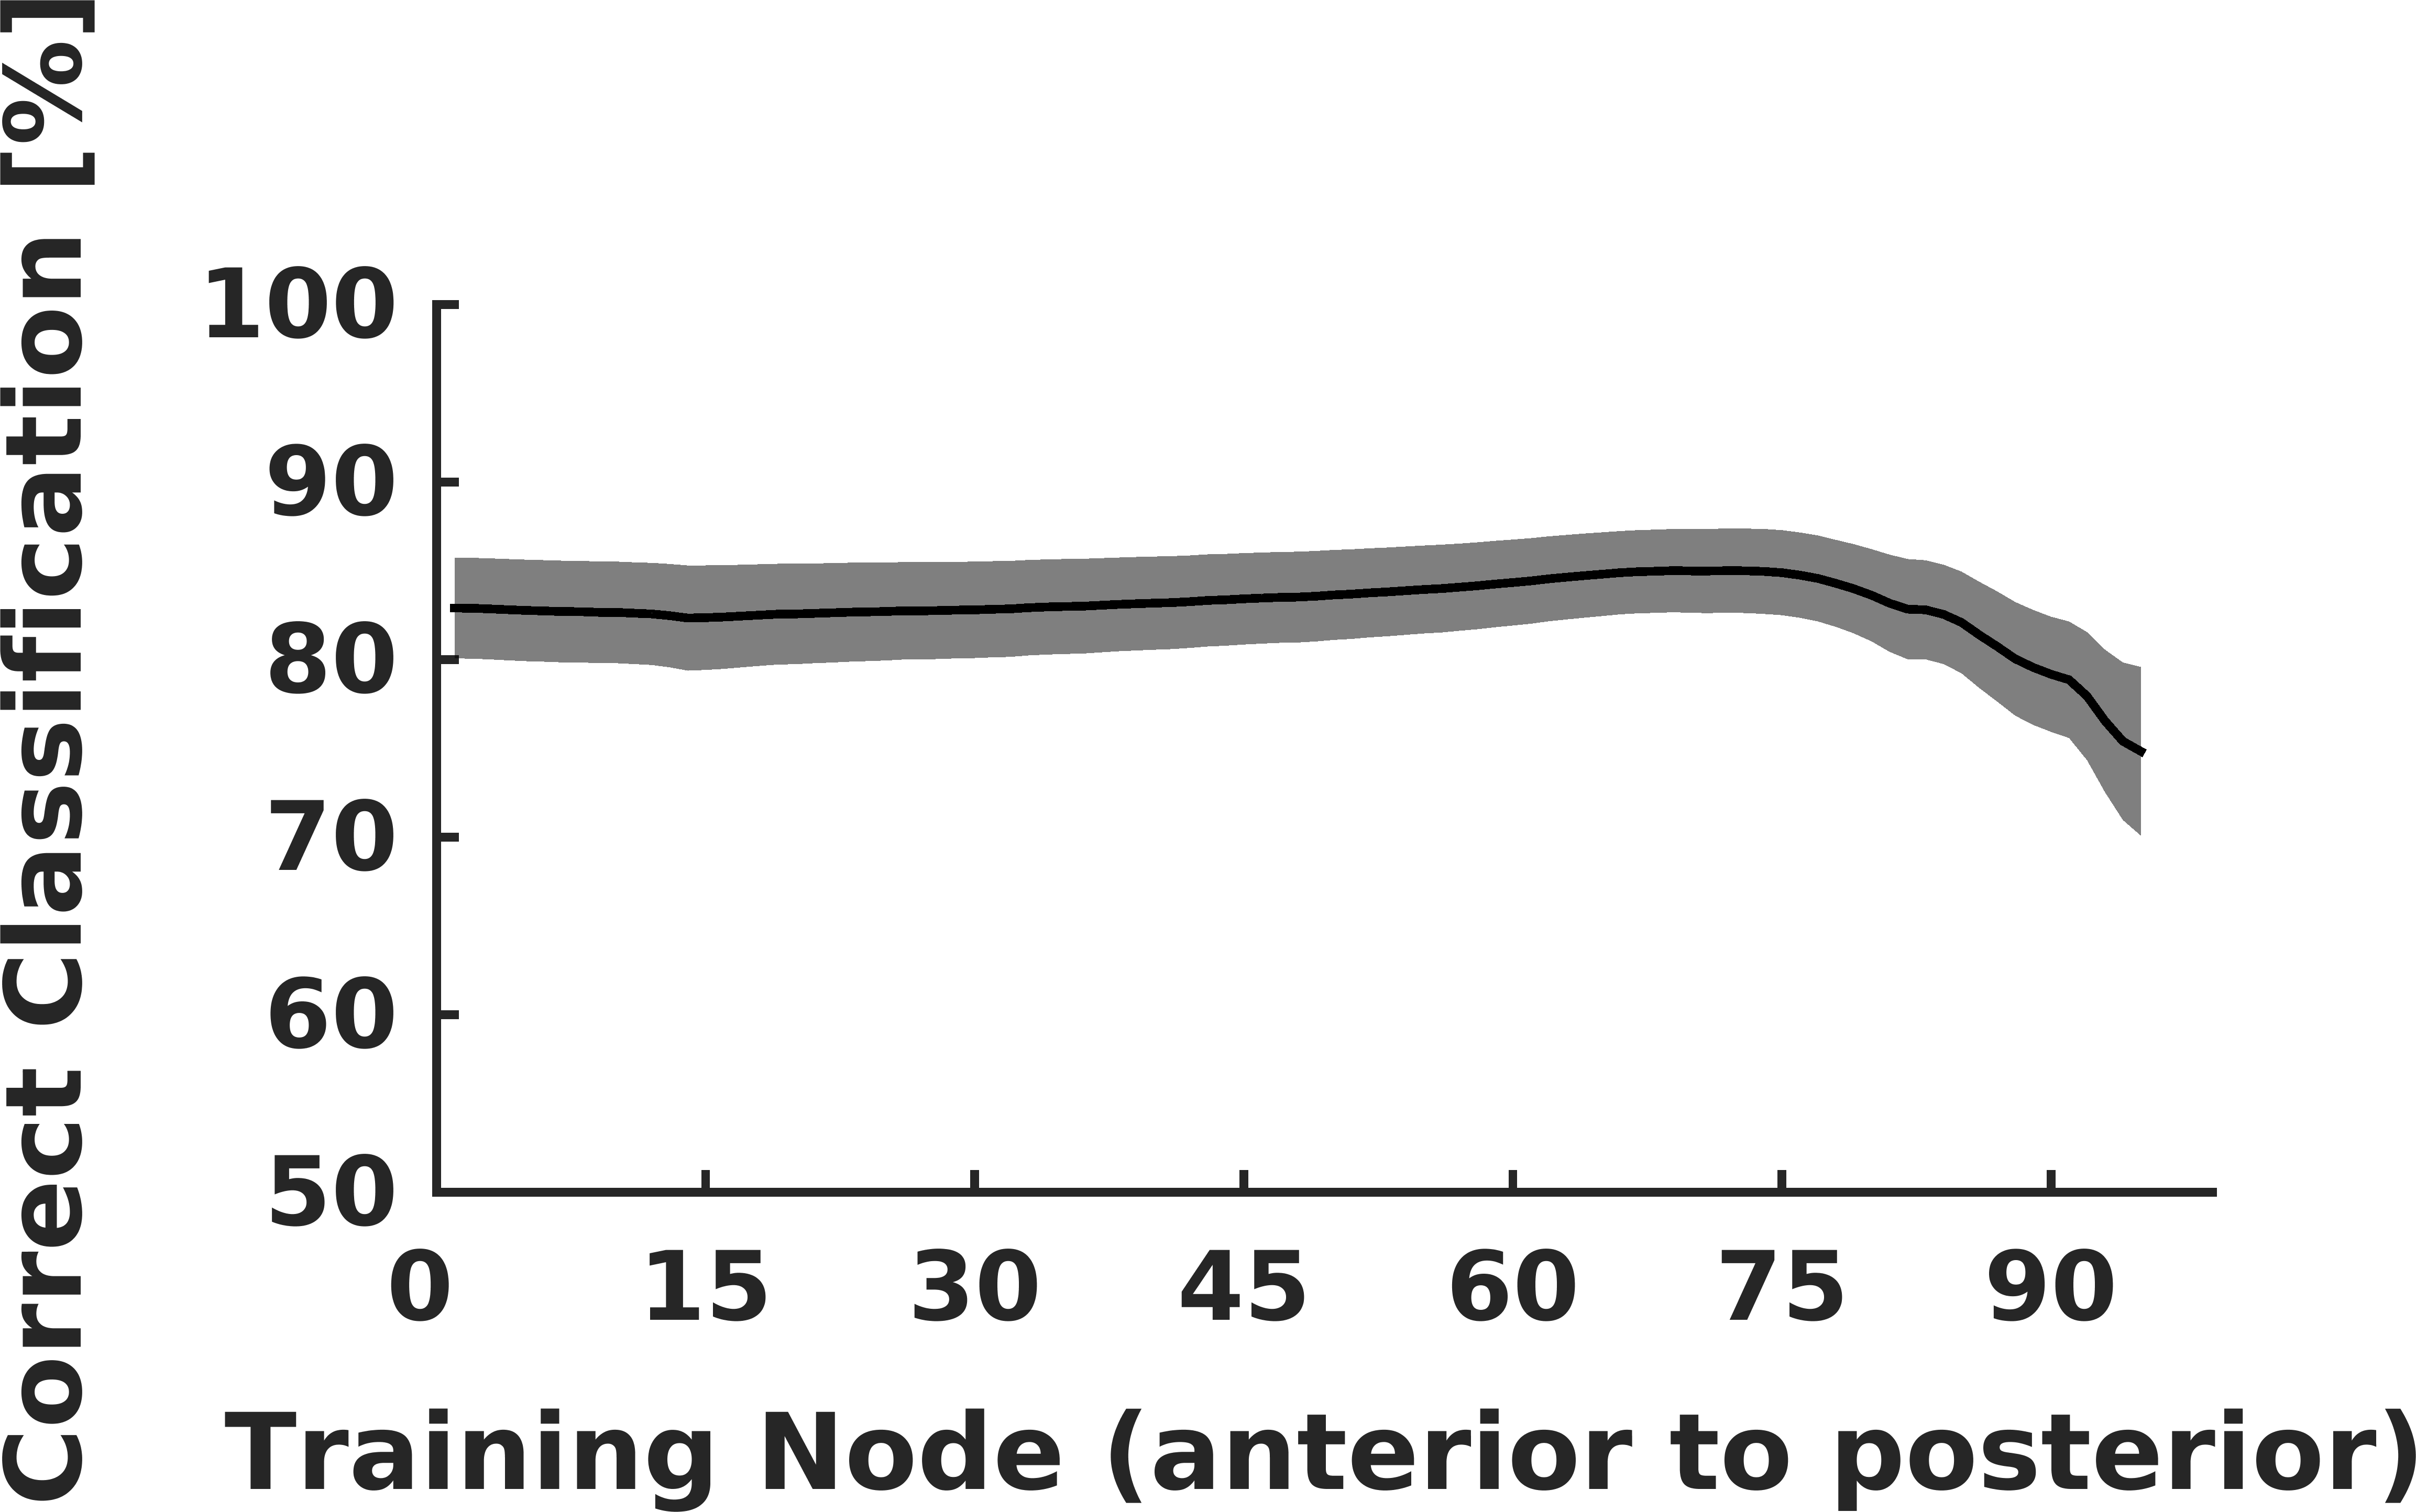 Correct Classification [%]
100
90
80
70
60
50
0 15 30 45 60 75 90
Training Node (anterior to posterior)